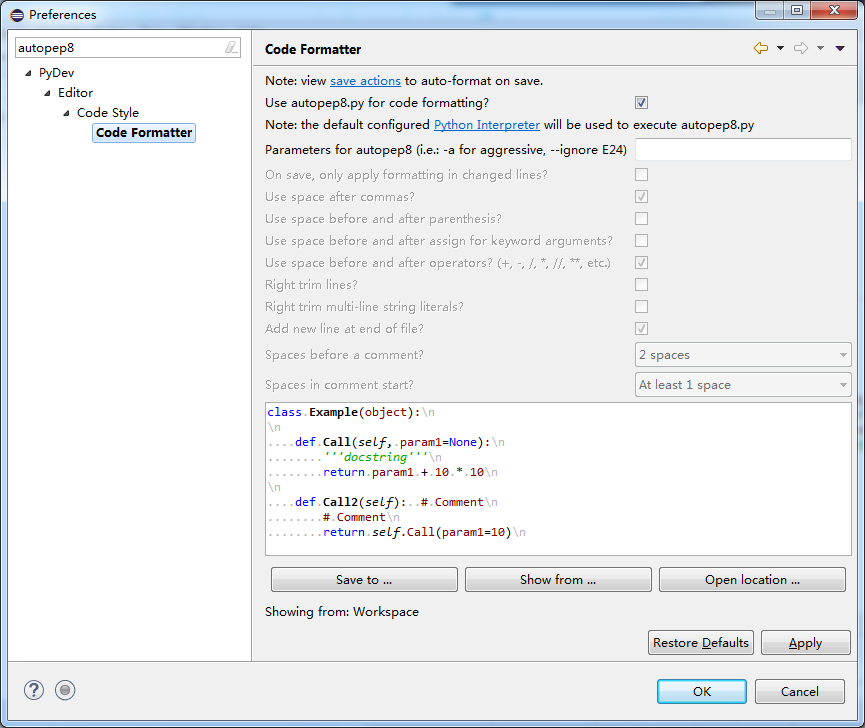 Preferences
autopep8
PyDev
Editor
Code Style
Code Formatter
Code Formatter
Note: view save actions to auto-format on save.
Use autopep8.py for code formatting?
Note: the default configured Python Interpreter will be used to execute autopep8.py
Parameters for autopep8 (i.e.: -a for aggressive, --ignore E24)
On save, only apply formatting in changed lines?
Use space after commas?
Use space before and after parenthesis?
Use space before and after assign for keyword arguments?
Use space before and after operators? (+, -, /, *, //, **, etc.)
Right trim lines?
Right trim multi-line string literals?
Add new line at end of file?
Spaces before a comment? 2 spaces
Spaces in comment start? At least 1 space
class.Example(object):\n
\n
....def.Call(self,.param1=None):\n
........'''docstring'''\n
........return.param1.+.10.*.10\n
\n
....def.Call2(self):..#.Comment\n
........#.Comment\n
........return.self.Call(param1=10)\n
Save to ... Show from ... Open location ...
Showing from: Workspace
Restore Defaults Apply
? OK Cancel